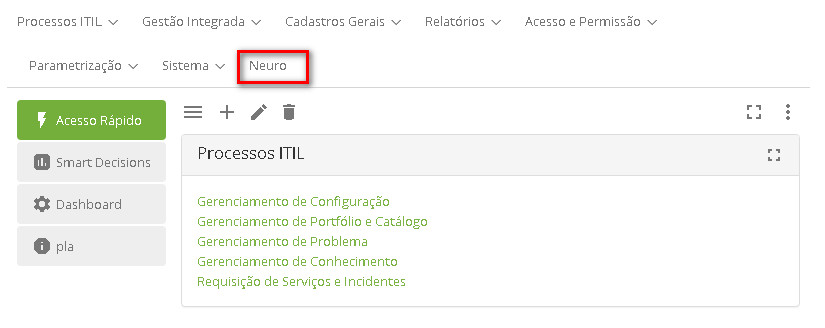 Processos ITIL Gestão Integrada Cadastros Gerais Relatórios Acesso e Permissão
Parametrização Sistema Neuro
Acesso Rápido
Smart Decisions
Dashboard
pla
Processos ITIL
Gerenciamento de Configuração
Gerenciamento de Portfólio e Catálogo
Gerenciamento de Problema
Gerenciamento de Conhecimento
Requisição de Serviços e Incidentes